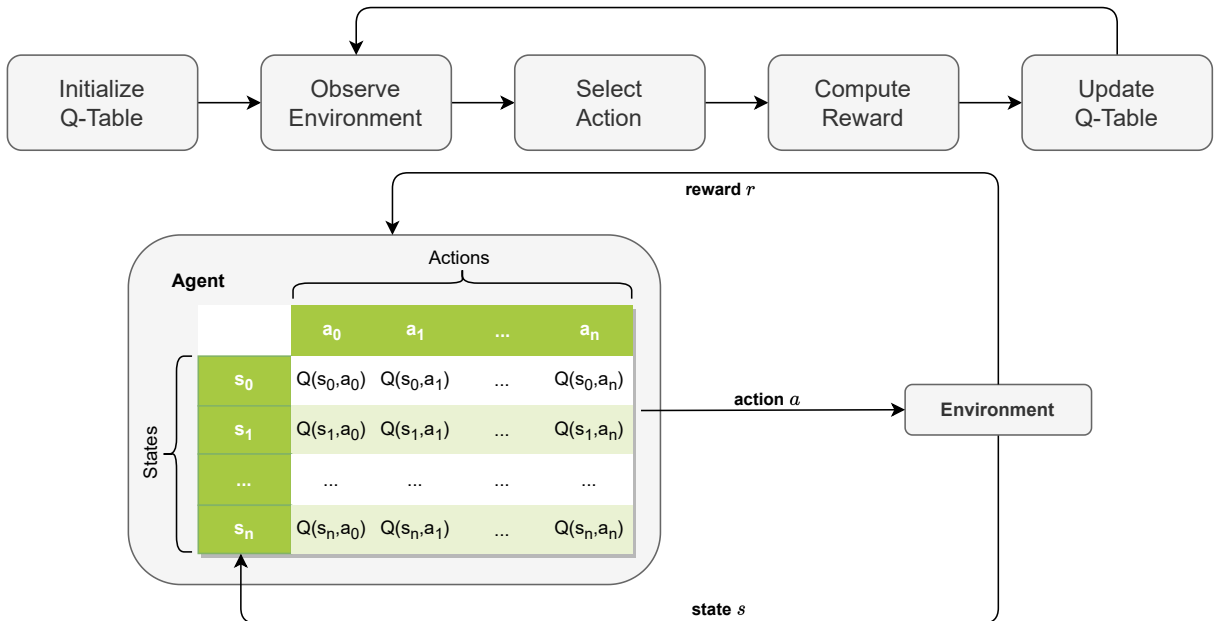 Initialize
Q-Table
Observe
Environment
Select
Action
Compute
Reward
Update
Q-Table
reward r
Agent
Actions
a₀ a₁ ... aₙ
States
s₀ Q(s₀,a₀) Q(s₀,a₁) ... Q(s₀,aₙ)
s₁ Q(s₁,a₀) Q(s₁,a₁) ... Q(s₁,aₙ)
... ... ... ... ...
sₙ Q(sₙ,a₀) Q(sₙ,a₁) ... Q(sₙ,aₙ)
action a
Environment
state s